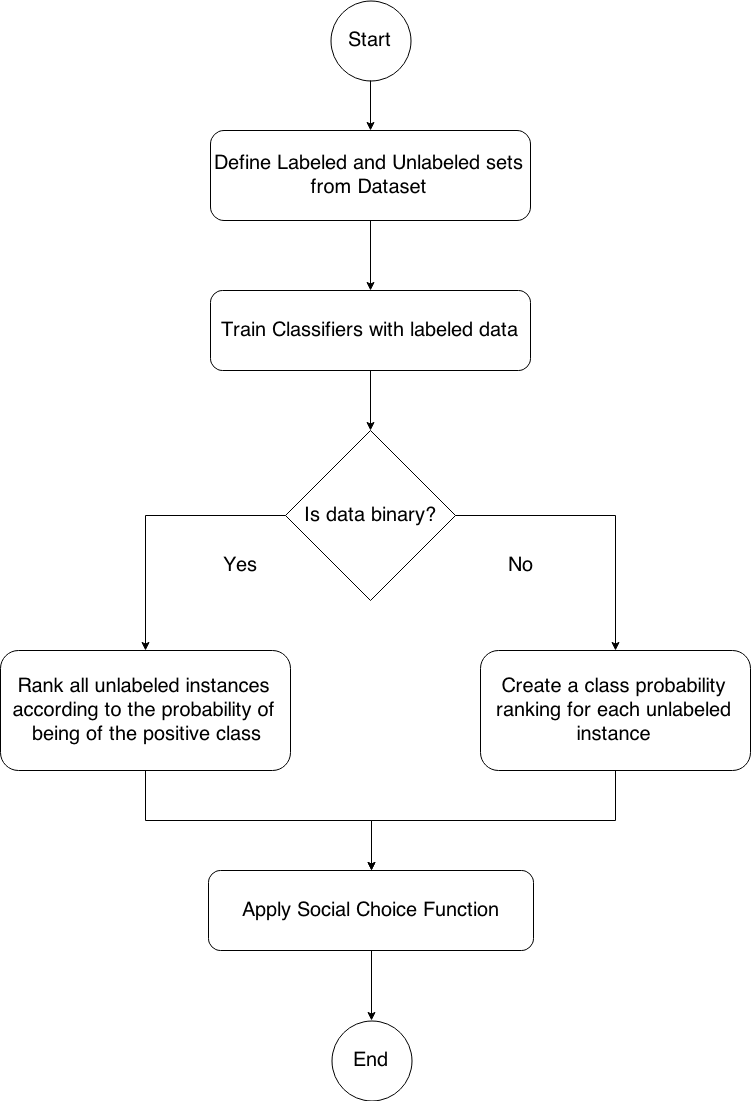 Start
Define Labeled and Unlabeled sets
from Dataset
Train Classifiers with labeled data
Is data binary?
Yes
No
Rank all unlabeled instances
according to the probability of
being of the positive class
Create a class probability
ranking for each unlabeled
instance
Apply Social Choice Function
End